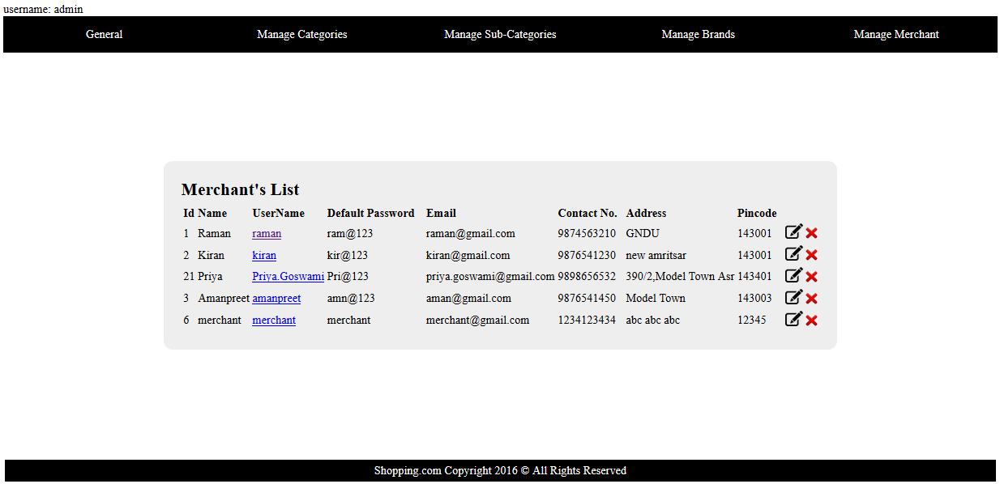 username: admin
General Manage Categories Manage Sub-Categories Manage Brands Manage Merchant
Merchant's List
Id Name UserName Default Password Email Contact No. Address Pincode
1 Raman raman ram@123 raman@gmail.com 9874563210 GNDU 143001
2 Kiran kiran kir@123 kiran@gmail.com 9876541230 new amritsar 143001
21 Priya Priya.Goswami Pri@123 priya.goswami@gmail.com 9898656532 390/2,Model Town Asr 143401
3 Amanpreet amanpreet amn@123 aman@gmail.com 9876541450 Model Town 143003
6 merchant merchant merchant merchant@gmail.com 1234123434 abc abc abc 12345
Shopping.com Copyright 2016 © All Rights Reserved